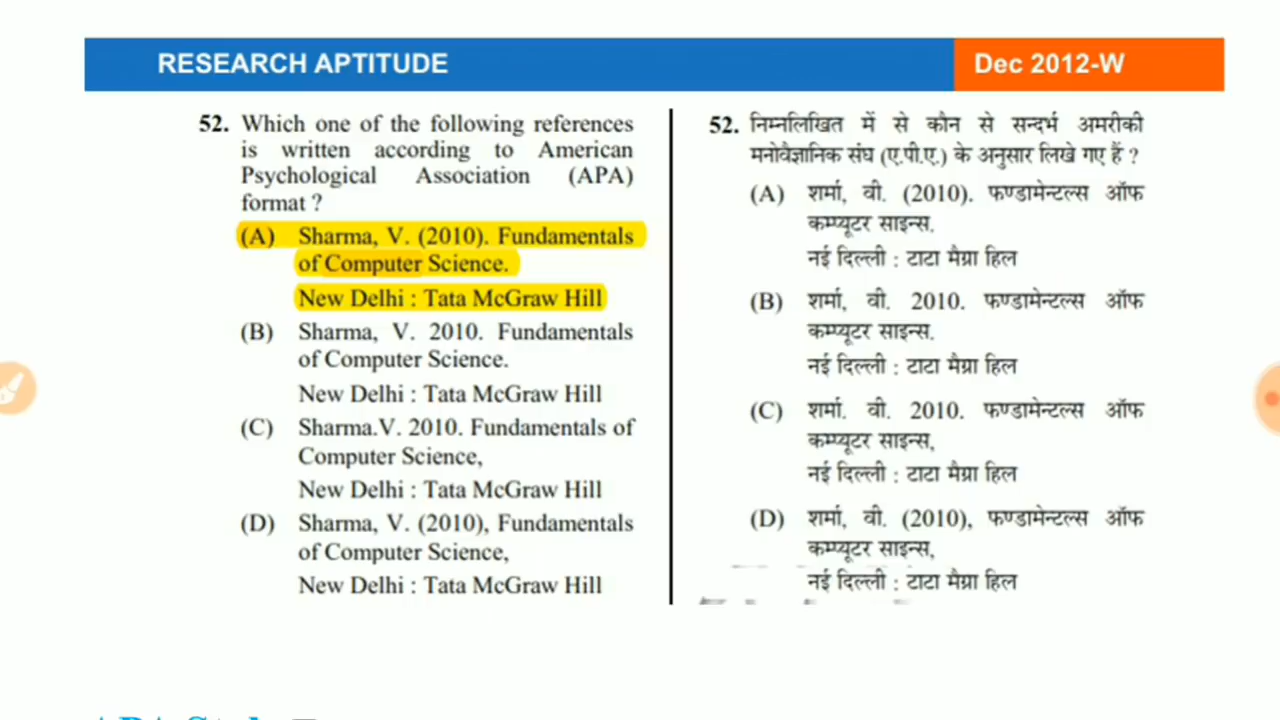 RESEARCH APTITUDE
Dec 2012-W
52. Which one of the following references
is written according to American
Psychological Association (APA)
format ?
(A) Sharma, V. (2010). Fundamentals
of Computer Science.
New Delhi : Tata McGraw Hill
(B) Sharma, V. 2010. Fundamentals
of Computer Science.
New Delhi : Tata McGraw Hill
(C) Sharma.V. 2010. Fundamentals of
Computer Science,
New Delhi : Tata McGraw Hill
(D) Sharma, V. (2010), Fundamentals
of Computer Science,
New Delhi : Tata McGraw Hill
52. निम्नलिखित में से कौन से सन्दर्भ अमरीकी
मनोवैज्ञानिक संघ (ए.पी.ए.) के अनुसार लिखे गए हैं ?
(A) शर्मा, वी. (2010). फण्डामेन्टल्स ऑफ
कम्प्यूटर साइन्स.
नई दिल्ली : टाटा मैग्रा हिल
(B) शर्मा, वी. 2010. फण्डामेन्टल्स ऑफ
कम्प्यूटर साइन्स.
नई दिल्ली : टाटा मैग्रा हिल
(C) शर्मा. वी. 2010. फण्डामेन्टल्स ऑफ
कम्प्यूटर साइन्स,
नई दिल्ली : टाटा मैग्रा हिल
(D) शर्मा, वी. (2010), फण्डामेन्टल्स ऑफ
कम्प्यूटर साइन्स,
नई दिल्ली : टाटा मैग्रा हिल